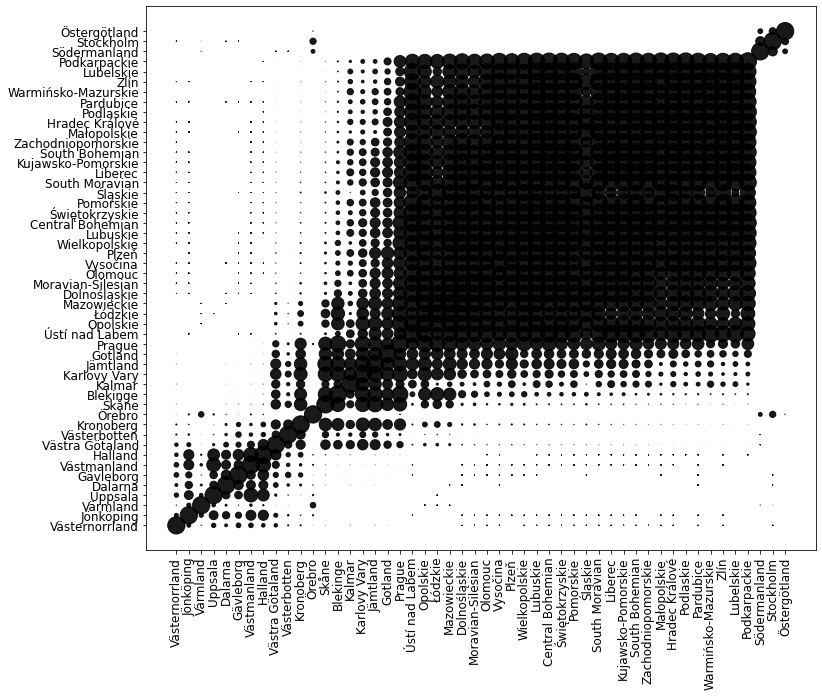 Östergötland
Stockholm
Södermanland
Podkarpackie
Lubelskie
Zlín
Warmińsko-Mazurskie
Pardubice
Podlaskie
Hradec Králové
Małopolskie
Zachodniopomorskie
South Bohemian
Kujawsko-Pomorskie
Liberec
South Moravian
Śląskie
Pomorskie
Świętokrzyskie
Central Bohemian
Lubuskie
Wielkopolskie
Plzeň
Vysočina
Olomouc
Moravian-Silesian
Dolnośląskie
Mazowieckie
Łódzkie
Opolskie
Ústí nad Labem
Prague
Gotland
Jämtland
Karlovy Vary
Kalmar
Blekinge
Skåne
Örebro
Kronoberg
Västerbotten
Västra Götaland
Halland
Västmanland
Gävleborg
Dalarna
Uppsala
Värmland
Jönköping
Västernorrland
Västernorrland
Jönköping
Värmland
Uppsala
Dalarna
Gävleborg
Västmanland
Halland
Västra Götaland
Västerbotten
Kronoberg
Örebro
Skåne
Blekinge
Kalmar
Karlovy Vary
Jämtland
Gotland
Prague
Ústí nad Labem
Opolskie
Łódzkie
Mazowieckie
Dolnośląskie
Moravian-Silesian
Olomouc
Vysočina
Plzeň
Wielkopolskie
Lubuskie
Central Bohemian
Świętokrzyskie
Pomorskie
Śląskie
South Moravian
Liberec
Kujawsko-Pomorskie
South Bohemian
Zachodniopomorskie
Małopolskie
Hradec Králové
Podlaskie
Pardubice
Warmińsko-Mazurskie
Zlín
Lubelskie
Podkarpackie
Södermanland
Stockholm
Östergötland